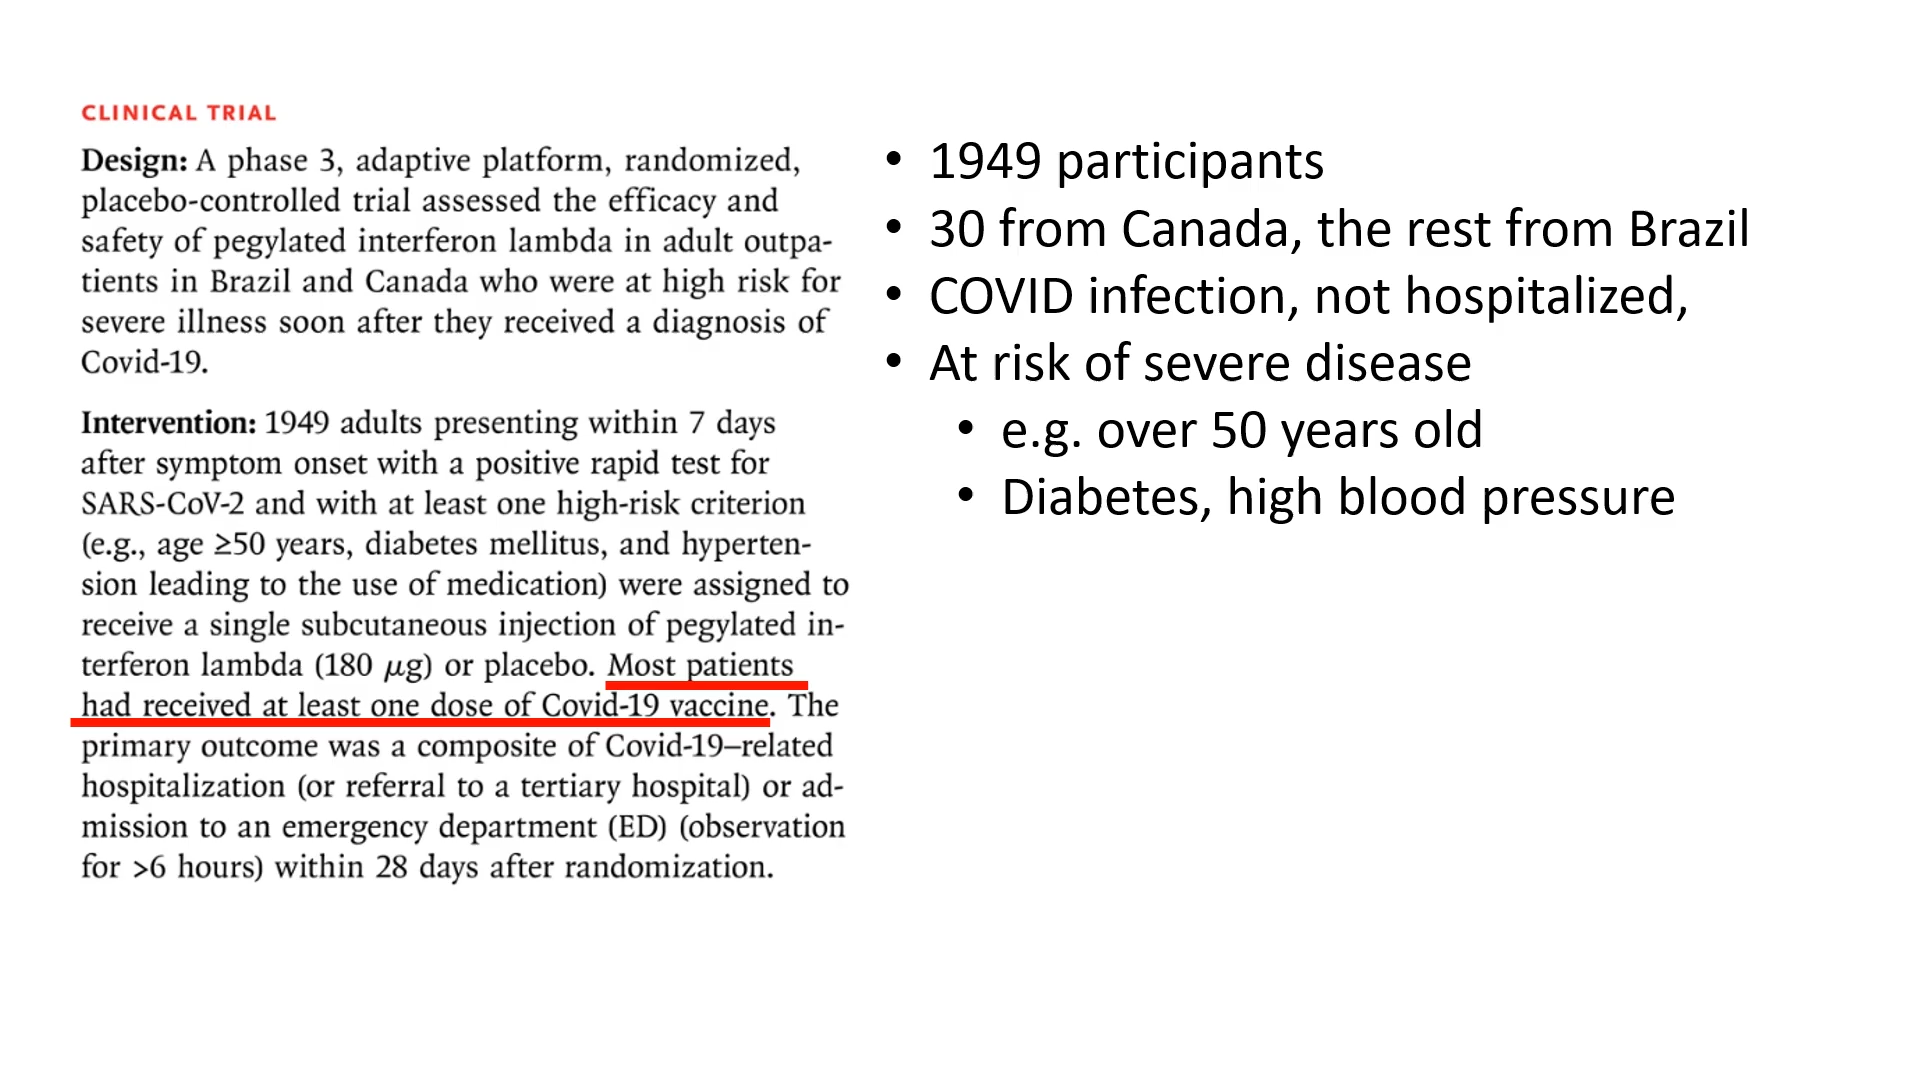 CLINICAL TRIAL
Design: A phase 3, adaptive platform, randomized,
placebo-controlled trial assessed the efficacy and
safety of pegylated interferon lambda in adult outpa-
tients in Brazil and Canada who were at high risk for
severe illness soon after they received a diagnosis of
Covid-19.
Intervention: 1949 adults presenting within 7 days
after symptom onset with a positive rapid test for
SARS-CoV-2 and with at least one high-risk criterion
(e.g., age ≥50 years, diabetes mellitus, and hyperten-
sion leading to the use of medication) were assigned to
receive a single subcutaneous injection of pegylated in-
terferon lambda (180 μg) or placebo. Most patients
had received at least one dose of Covid-19 vaccine. The
primary outcome was a composite of Covid-19–related
hospitalization (or referral to a tertiary hospital) or ad-
mission to an emergency department (ED) (observation
for >6 hours) within 28 days after randomization.
• 1949 participants
• 30 from Canada, the rest from Brazil
• COVID infection, not hospitalized,
• At risk of severe disease
• e.g. over 50 years old
• Diabetes, high blood pressure